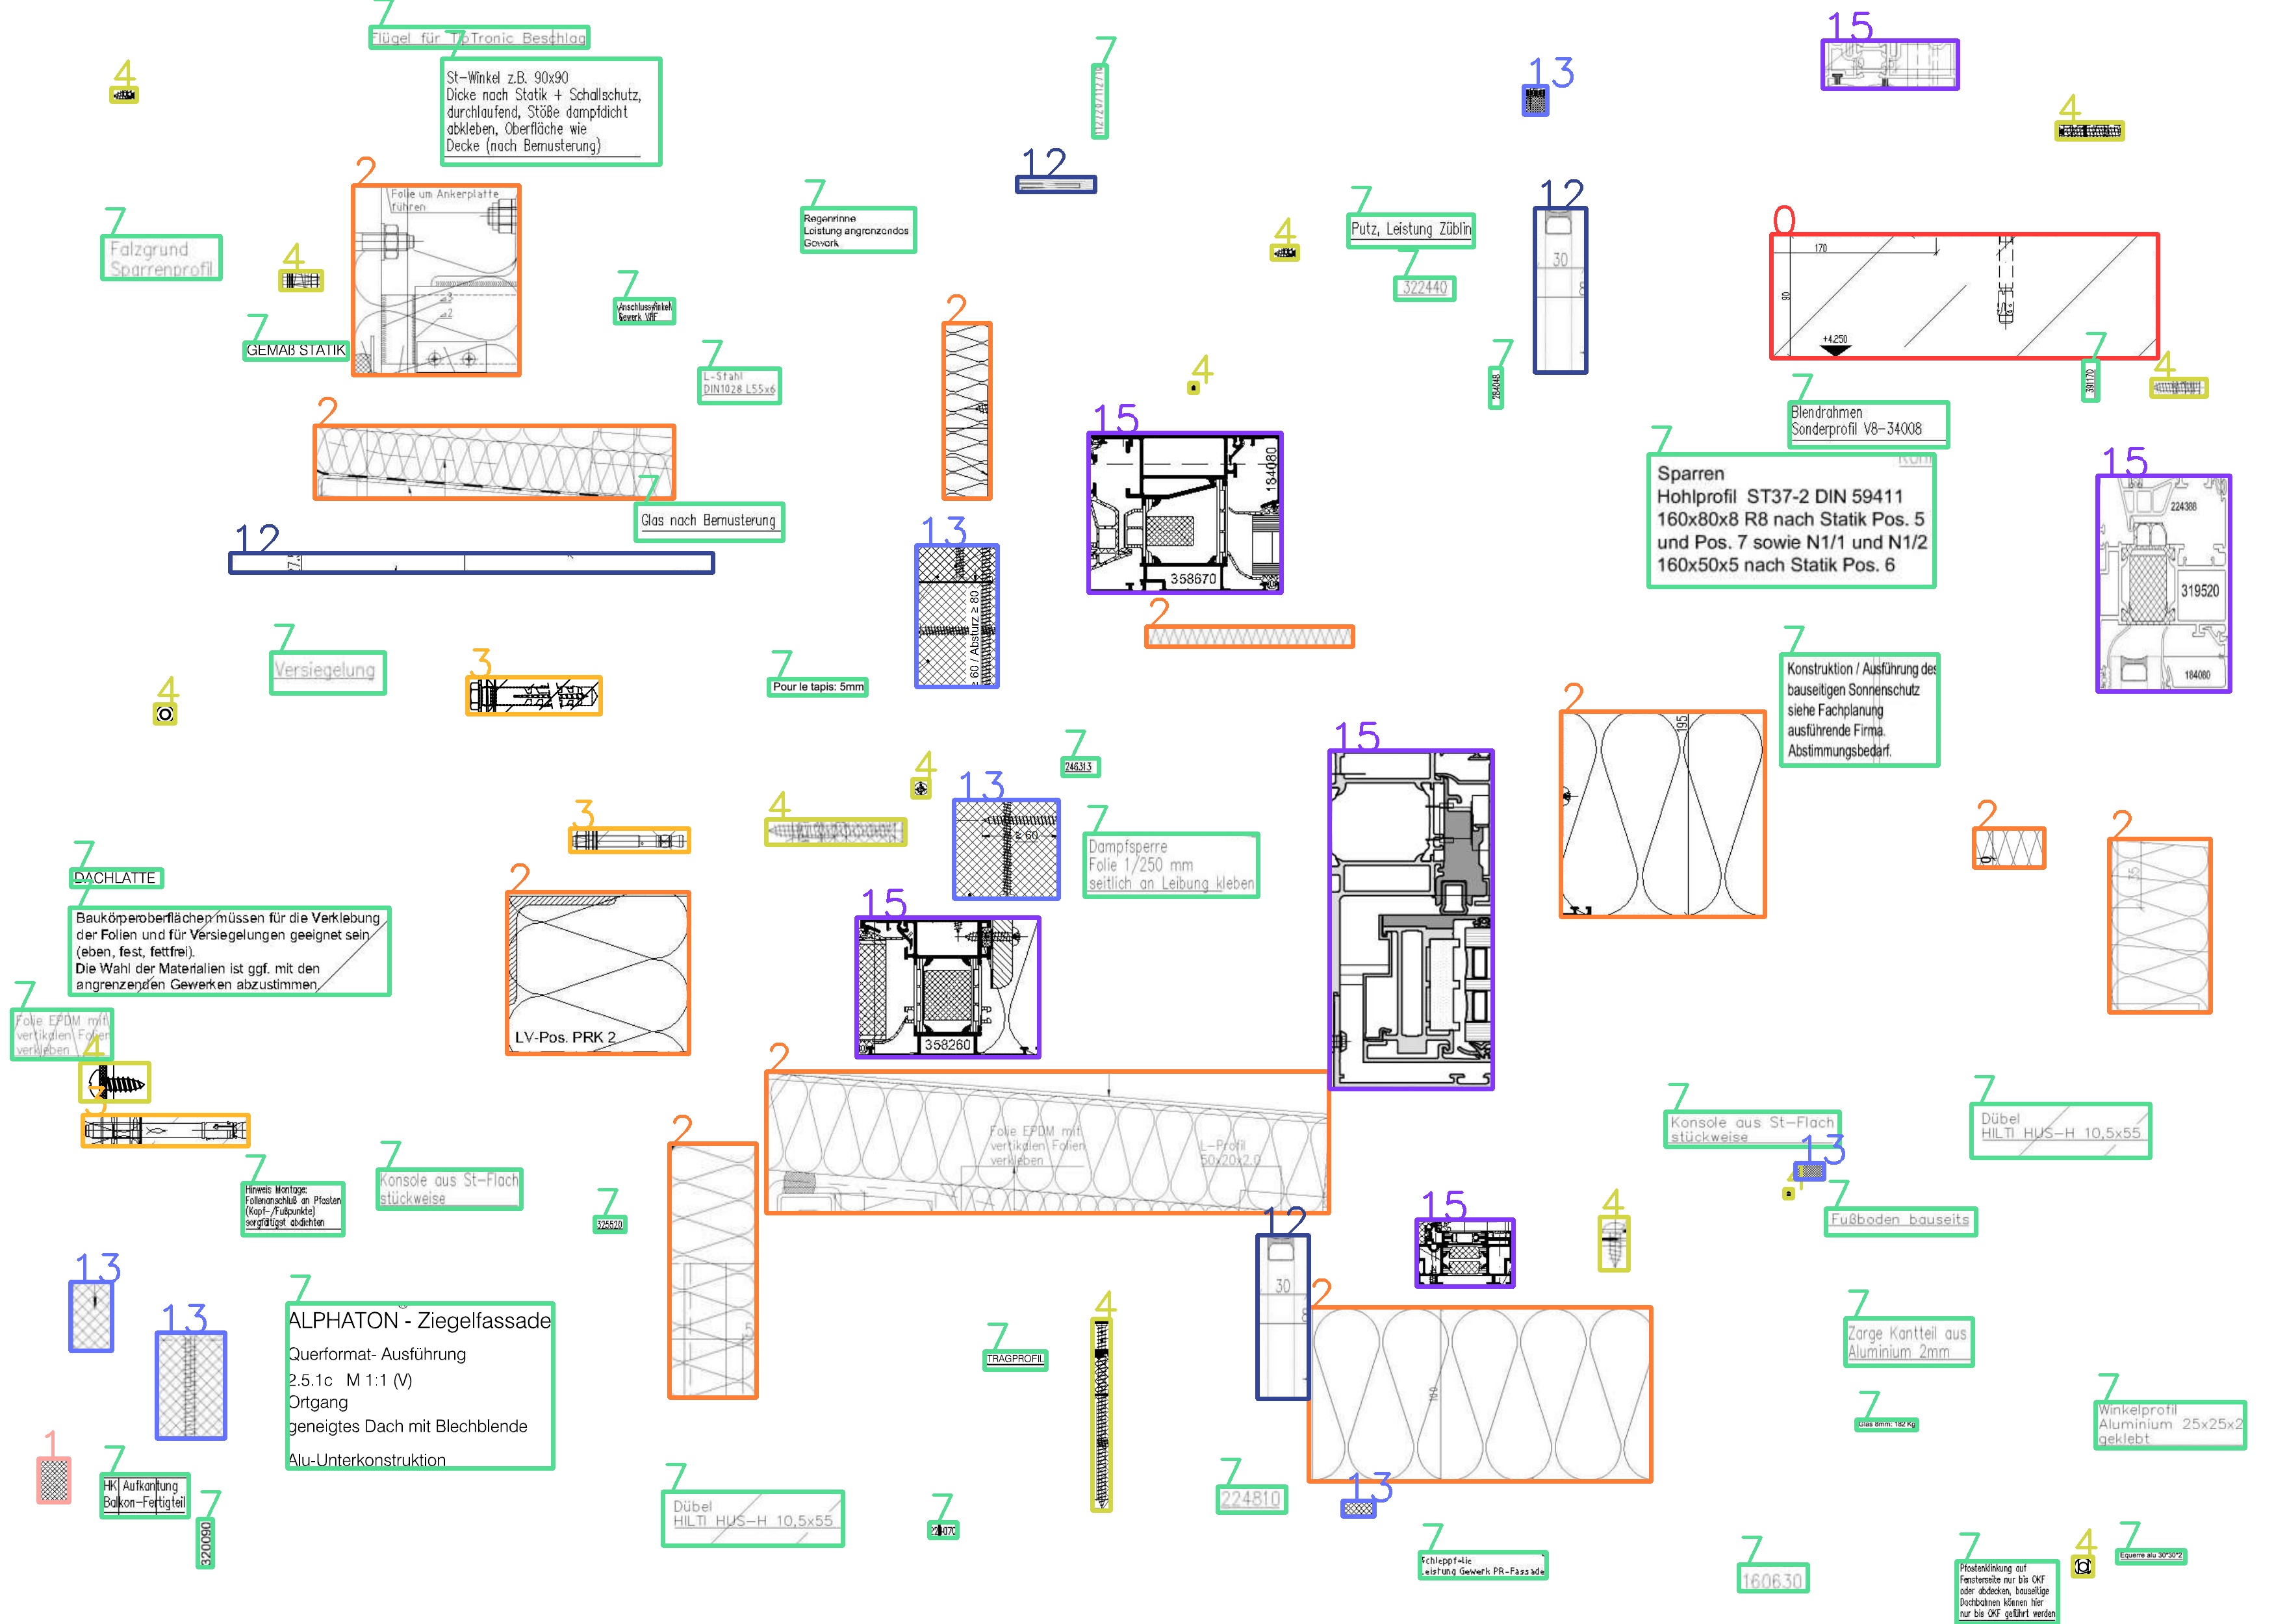 7
Flügel für TipTronic Beschlag
7
St-Winkel z.B. 90x90
Dicke nach Statik + Schallschutz,
durchlaufend, Stöße dampfdicht
abkleben, Oberfläche wie
Decke (nach Bemusterung)
7
13
15
4
4
12
2
Folie um Ankerplatte
führen
7
Falzgrund
Sparrenprofil
4
7
Regenrinne
Leistung angrenzendes
Gewerk
4
7
Putz, Leistung Züblin
7
322440
12
30
0
170
90
+4.250
7
Anschlusswinkel
Gewerk
7
GEMÄß STATIK
7
L-Stahl
DIN1028 L55x6
2
4
7
284048
7
391170
4
7
Blendrahmen
Sonderprofil V8-34008
2
7
Glas nach Bemusterung
15
184080
358670
7
Sparren
Hohlprofil ST37-2 DIN 59411
160x80x8 R8 nach Statik Pos. 5
und Pos. 7 sowie N1/1 und N1/2
160x50x5 nach Statik Pos. 6
15
224388
319520
184080
12
13
≥ 60 / Absturz ≥ 80
2
7
Versiegelung
4
3
7
Pour le tapis: 5mm
7
Konstruktion / Ausführung des
bauseitigen Sonnenschutz
siehe Fachplanung
ausführende Firma.
Abstimmungsbedarf.
2
195
15
7
246313
4
13
≥ 60
4
3
7
Dampfsperre
Folie 1/250 mm
seitlich an Leibung kleben
2
2
7
DACHLATTE
7
Baukörperoberflächen müssen für die Verklebung
der Folien und für Versiegelungen geeignet sein
(eben, fest, fettfrei).
Die Wahl der Materialien ist ggf. mit den
angrenzenden Gewerken abzustimmen.
2
LV-Pos. PRK 2
15
358260
7
Folie EPDM mit
vertikalen Folien
verkleben
4
3
2
Folie EPDM mit
vertikalen Folien
verkleben
L-Profil
50x20x2.0
7
Konsole aus St-Flach
stückweise
13
4
7
Dübel
HILTI HUS-H 10,5x55
7
Hinweis Montage:
Folienanschluß an Pfosten
(Kopf-/Fußpunkte)
sorgfältigst abdichten
7
Konsole aus St-Flach
stückweise
7
325520
2
12
30
15
4
7
Fußboden bauseits
13
13
7
ALPHATON - Ziegelfassade
Querformat- Ausführung
2.5.1c M 1:1 (V)
Ortgang
geneigtes Dach mit Blechblende
Alu-Unterkonstruktion
7
TRAGPROFIL
4
2
7
Zarge Kantteil aus
Aluminium 2mm
7
Glas 8mm: 182 Kg
7
Winkelprofil
Aluminium 25x25x2
geklebt
1
7
HK Aufkantung
Balkon-Fertigteil
7
320090
7
Dübel
HILTI HUS-H 10,5x55
7
7
224810
13
7
Schleppfolie
Leistung Gewerk PR-Fassade
7
160630
7
Pfostenklinkung auf
Fensterseite nur bis OKF
oder abdecken, bauseitige
Dachbahnen können hier
nur bis OKF geführt werden
4
7
Equerre alu 30*30*2